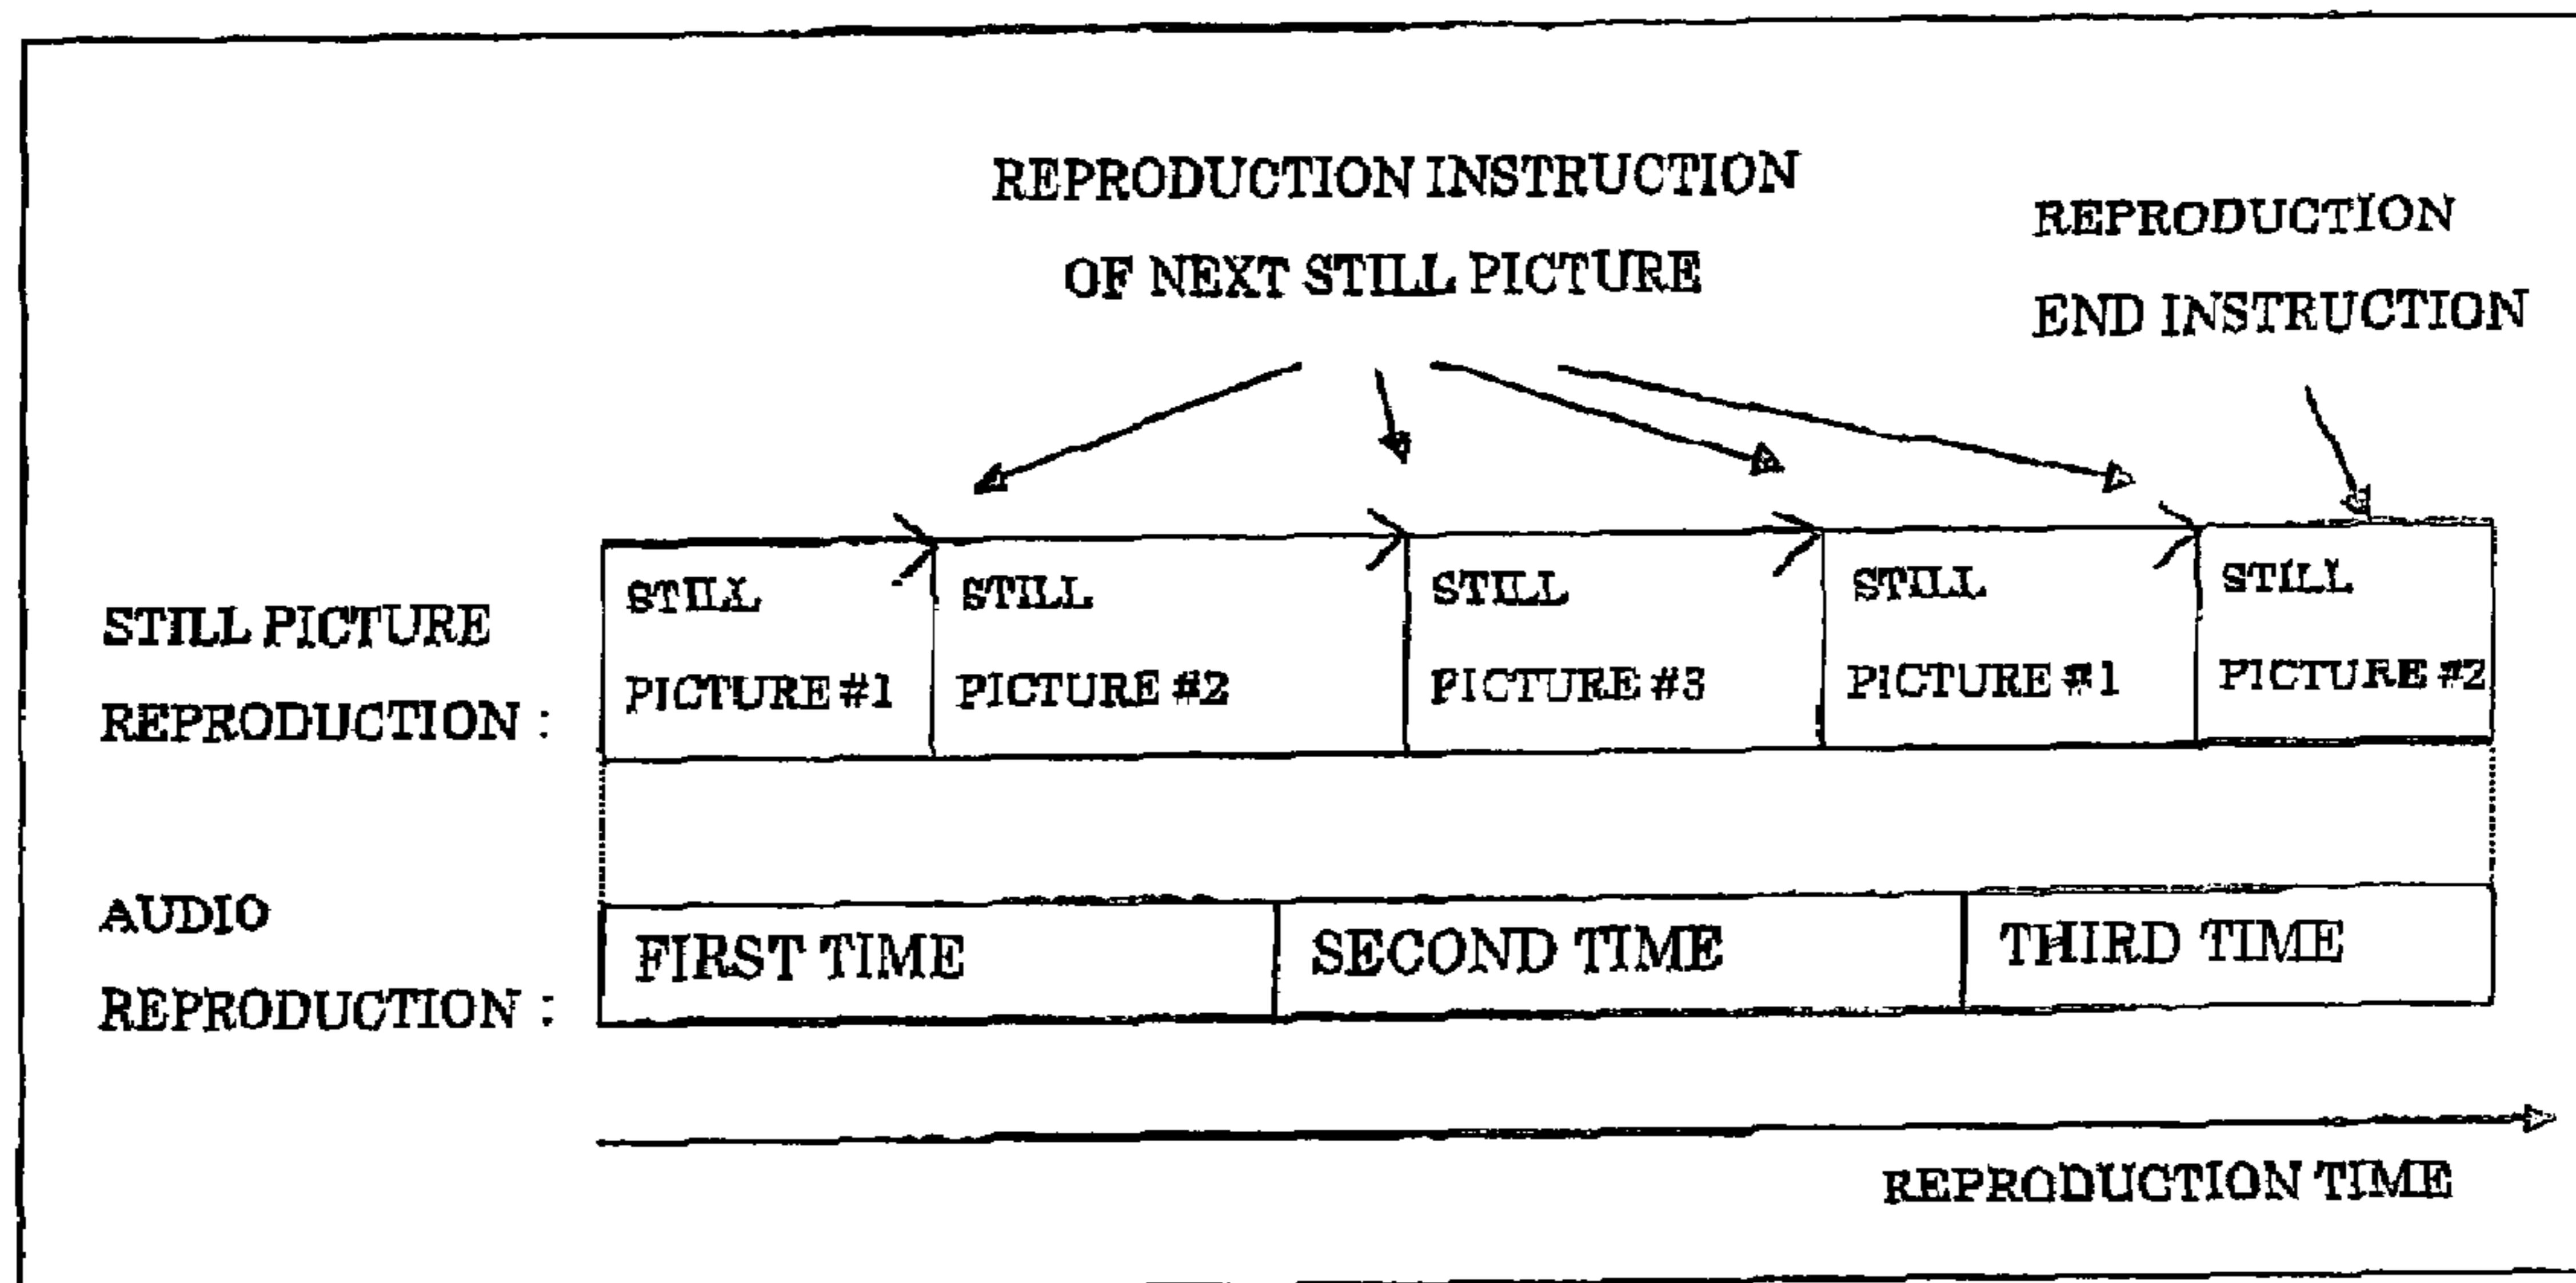 REPRODUCTION INSTRUCTION
OF NEXT STILL PICTURE
REPRODUCTION
END INSTRUCTION
STILL PICTURE
REPRODUCTION :
STILL
PICTURE #1
STILL
PICTURE #2
STILL
PICTURE #3
STILL
PICTURE #1
STILL
PICTURE #2
AUDIO
REPRODUCTION :
FIRST TIME
SECOND TIME
THIRD TIME
REPRODUCTION TIME